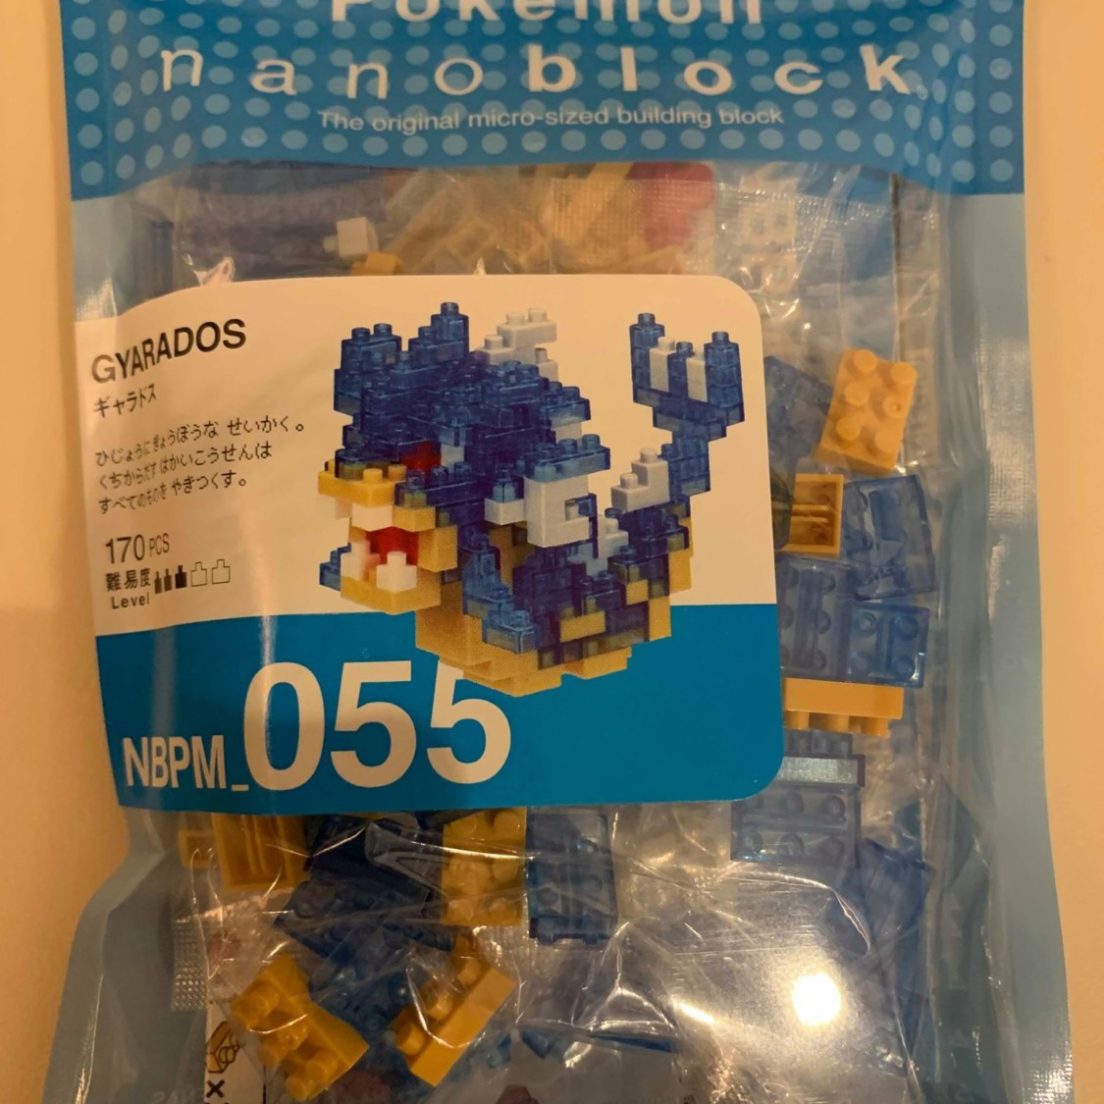 Pokémon
nanoblock
The original micro-sized building block
GYARADOS
ギャラドス
ひじょうに きょうぼうな せいかく。
くちからだす はかいこうせんは
すべてのものを やきつくす。
170 PCS
難易度
Level
NBPM_055